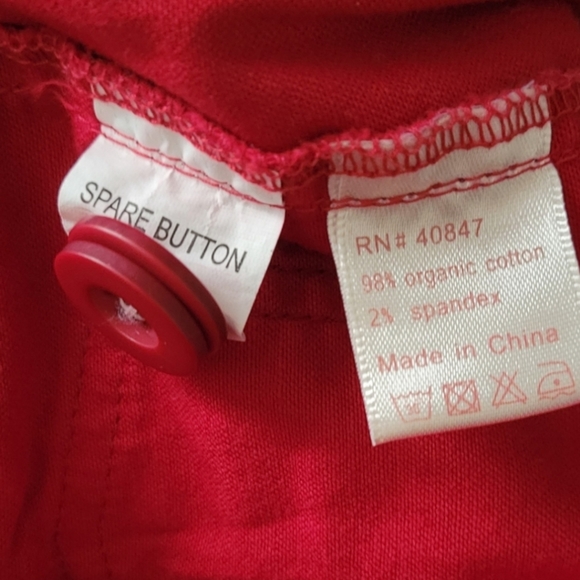 SPARE BUTTON
RN# 40847
98% organic cotton
2% spandex
Made in China